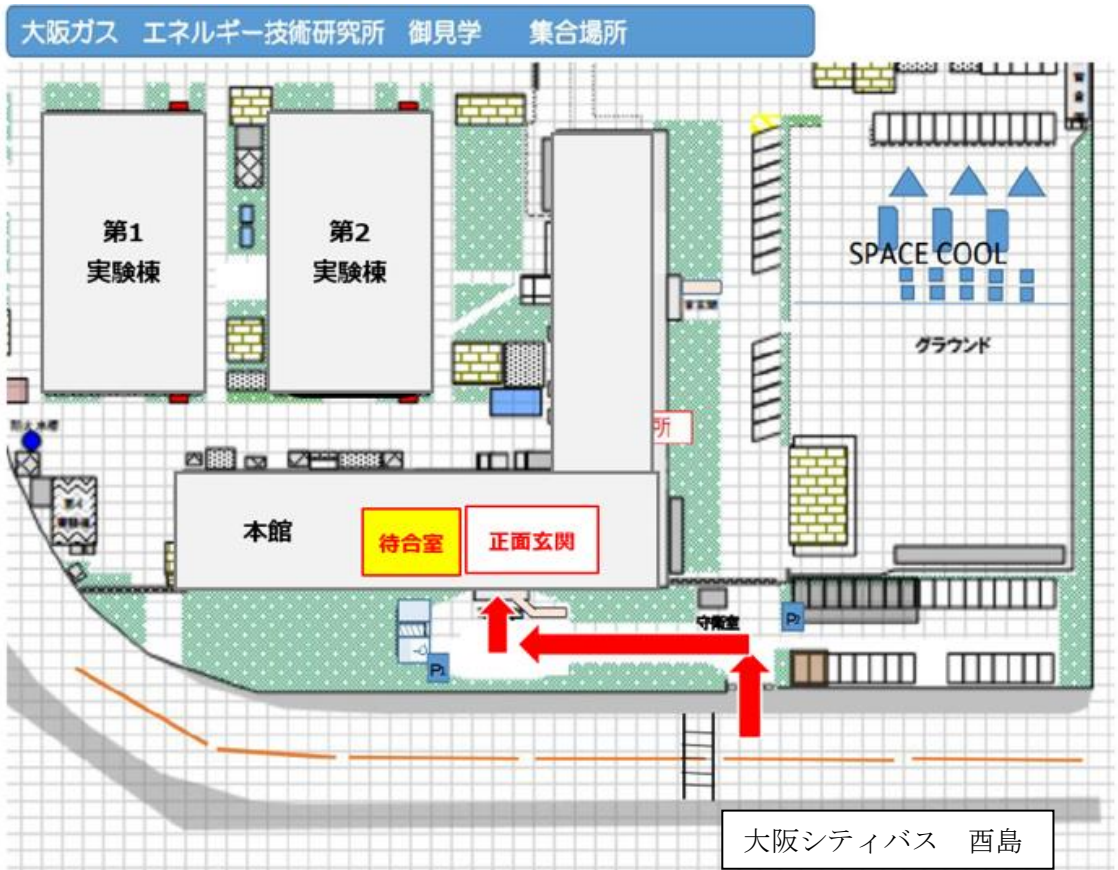 大阪ガス　エネルギー技術研究所　御見学　　集合場所
第1
実験棟
第2
実験棟
SPACE COOL
グラウンド
所
本館
待合室
正面玄関
守衛室
P2
P1
大阪シティバス　酉島